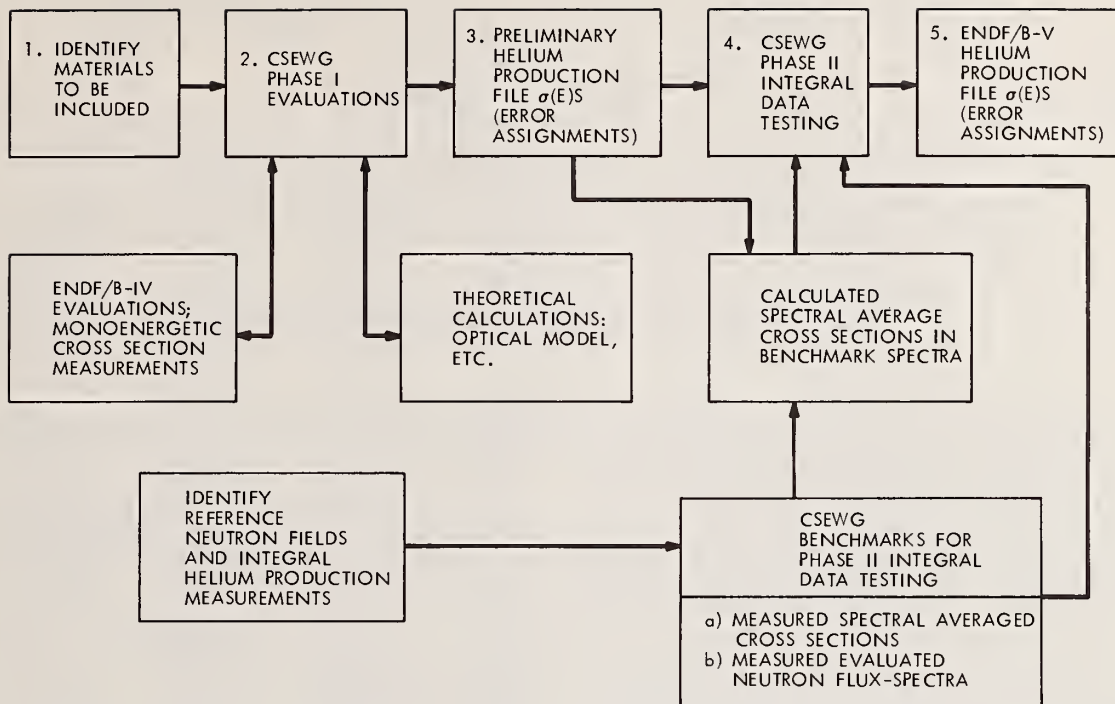 1. IDENTIFY
MATERIALS
TO BE
INCLUDED
2. CSEWG
PHASE I
EVALUATIONS
3. PRELIMINARY
HELIUM
PRODUCTION
FILE σ(E)S
(ERROR
ASSIGNMENTS)
4. CSEWG
PHASE II
INTEGRAL
DATA
TESTING
5. ENDF/B-V
HELIUM
PRODUCTION
FILE σ(E)S
(ERROR
ASSIGNMENTS)
ENDF/B-IV
EVALUATIONS;
MONOENERGETIC
CROSS SECTION
MEASUREMENTS
THEORETICAL
CALCULATIONS:
OPTICAL MODEL,
ETC.
CALCULATED
SPECTRAL AVERAGE
CROSS SECTIONS IN
BENCHMARK SPECTRA
IDENTIFY
REFERENCE
NEUTRON FIELDS
AND INTEGRAL
HELIUM PRODUCTION
MEASUREMENTS
CSEWG
BENCHMARKS FOR
PHASE II INTEGRAL
DATA TESTING
a) MEASURED SPECTRAL AVERAGED
CROSS SECTIONS
b) MEASURED EVALUATED
NEUTRON FLUX-SPECTRA